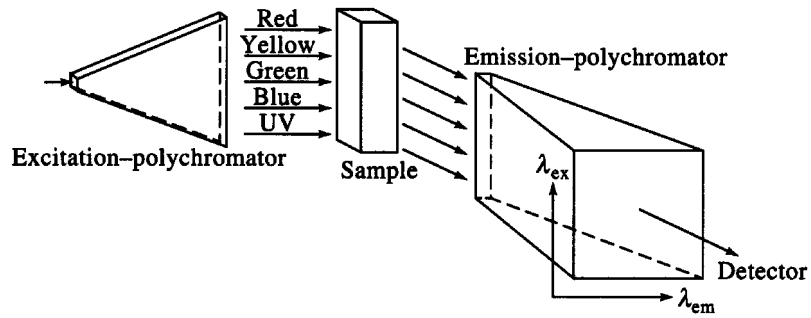 Red
Yellow
Green
Blue
UV
Excitation–polychromator
Sample
Emission–polychromator
λex
λem
Detector